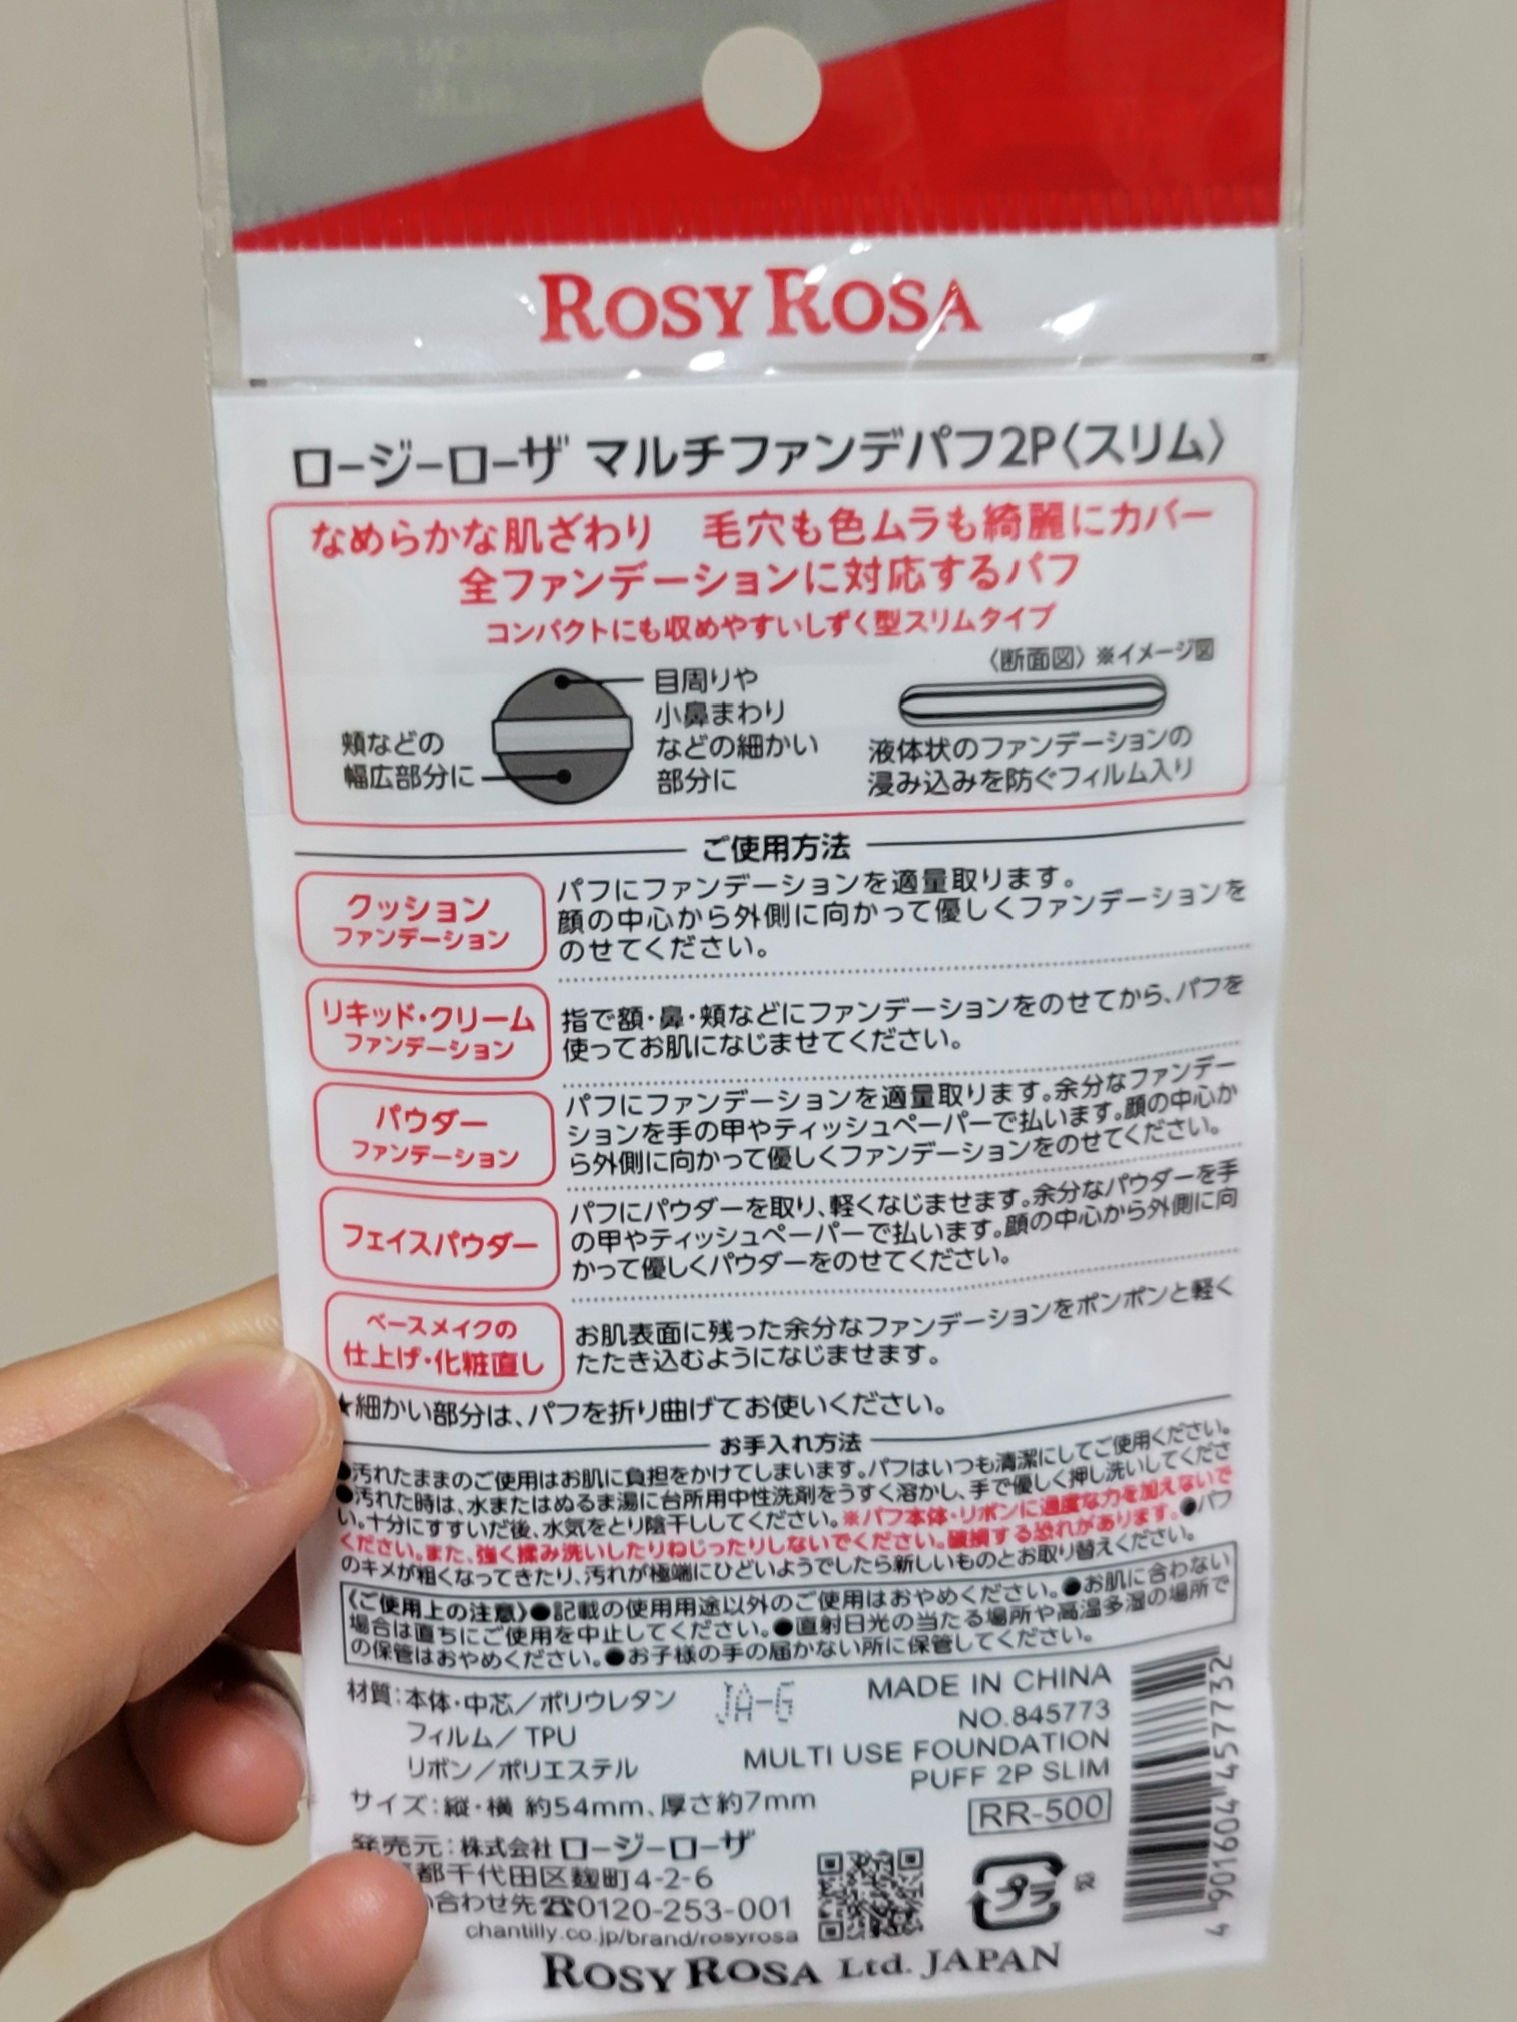 ROSY ROSA
ロージーローザ マルチファンデパフ2P〈スリム〉
なめらかな肌ざわり 毛穴も色ムラも綺麗にカバー
全ファンデーションに対応するパフ
コンパクトにも収めやすいしずく型スリムタイプ
〈断面図〉※イメージ図
目周りや
小鼻まわり
などの細かい
部分に
頬などの
幅広部分に
液体状のファンデーションの
浸み込みを防ぐフィルム入り
ご使用方法
クッション
ファンデーション
パフにファンデーションを適量取ります。
顔の中心から外側に向かって優しくファンデーションを
のせてください。
リキッド・クリーム
ファンデーション
指で額・鼻・頬などにファンデーションをのせてから、パフを
使ってお肌になじませてください。
パウダー
ファンデーション
パフにファンデーションを適量取ります。余分なファンデー
ションを手の甲やティッシュペーパーで払います。顔の中心か
ら外側に向かって優しくファンデーションをのせてください。
フェイスパウダー
パフにパウダーを取り、軽くなじませます。余分なパウダーを手
の甲やティッシュペーパーで払います。顔の中心から外側に向
かって優しくパウダーをのせてください。
ベースメイクの
仕上げ・化粧直し
お肌表面に残った余分なファンデーションをポンポンと軽く
たたき込むようになじませます。
★細かい部分は、パフを折り曲げてお使いください。
お手入れ方法
●汚れたままのご使用はお肌に負担をかけてしまいます。パフはいつも清潔にしてご使用ください。
●汚れた時は、水またはぬるま湯に台所用中性洗剤をうすく溶かし、手で優しく押し洗いしてくださ
い。十分にすすいだ後、水気をとり陰干ししてください。※パフ本体・リボンに過度な力を加えないで
ください。また、強く揉み洗いしたりねじったりしないでください。破損する恐れがあります。●パフ
のキメが粗くなってきたり、汚れが極端にひどいようでしたら新しいものとお取り替えください。
〈ご使用上の注意〉●記載の使用用途以外のご使用はおやめください。●お肌に合わない
場合は直ちにご使用を中止してください。●直射日光の当たる場所や高温多湿の場所で
の保管はおやめください。●お子様の手の届かない所に保管してください。
材質：本体・中芯／ポリウレタン
フィルム／TPU
リボン／ポリエステル
サイズ：縦・横 約54mm、厚さ約7mm
JA-G
MADE IN CHINA
NO.845773
MULTI USE FOUNDATION
PUFF 2P SLIM
RR-500
発売元：株式会社 ロージーローザ
都千代田区麹町4-2-6
い合わせ先 ☎0120-253-001
chantilly.co.jp/brand/rosyrosa
プラ
4 901604 457732
ROSY ROSA Ltd. JAPAN